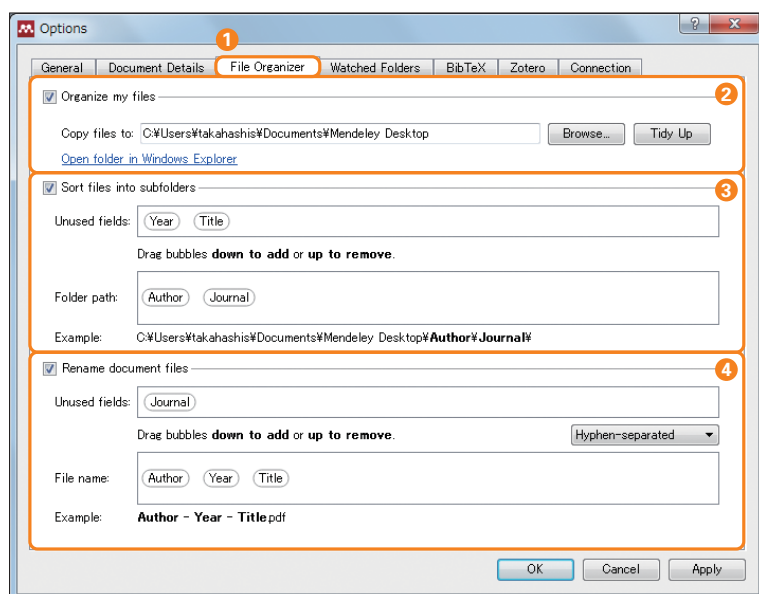 Options
1
General Document Details File Organizer Watched Folders BibTeX Zotero Connection
Organize my files
2
Copy files to: C:¥Users¥takahashis¥Documents¥Mendeley Desktop Browse... Tidy Up
Open folder in Windows Explorer
Sort files into subfolders
3
Unused fields: Year Title
Drag bubbles down to add or up to remove.
Folder path: Author Journal
Example: C:¥Users¥takahashis¥Documents¥Mendeley Desktop¥Author¥Journal¥
Rename document files
4
Unused fields: Journal
Drag bubbles down to add or up to remove. Hyphen-separated
File name: Author Year Title
Example: Author - Year - Title.pdf
OK Cancel Apply